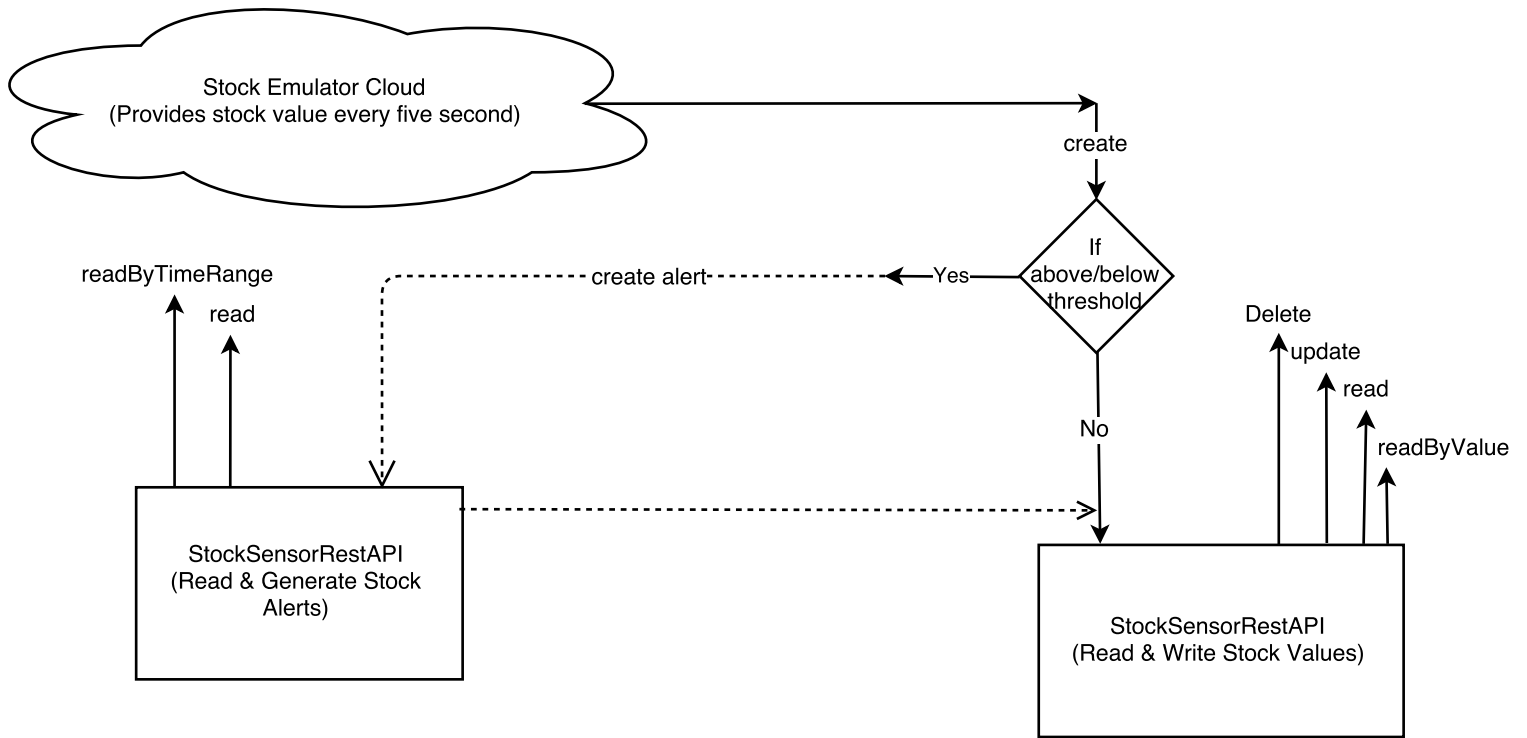 Stock Emulator Cloud
(Provides stock value every five second)
create
If
above/below
threshold
Yes
create alert
readByTimeRange
read
Delete
update
read
readByValue
No
StockSensorRestAPI
(Read & Generate Stock
Alerts)
StockSensorRestAPI
(Read & Write Stock Values)